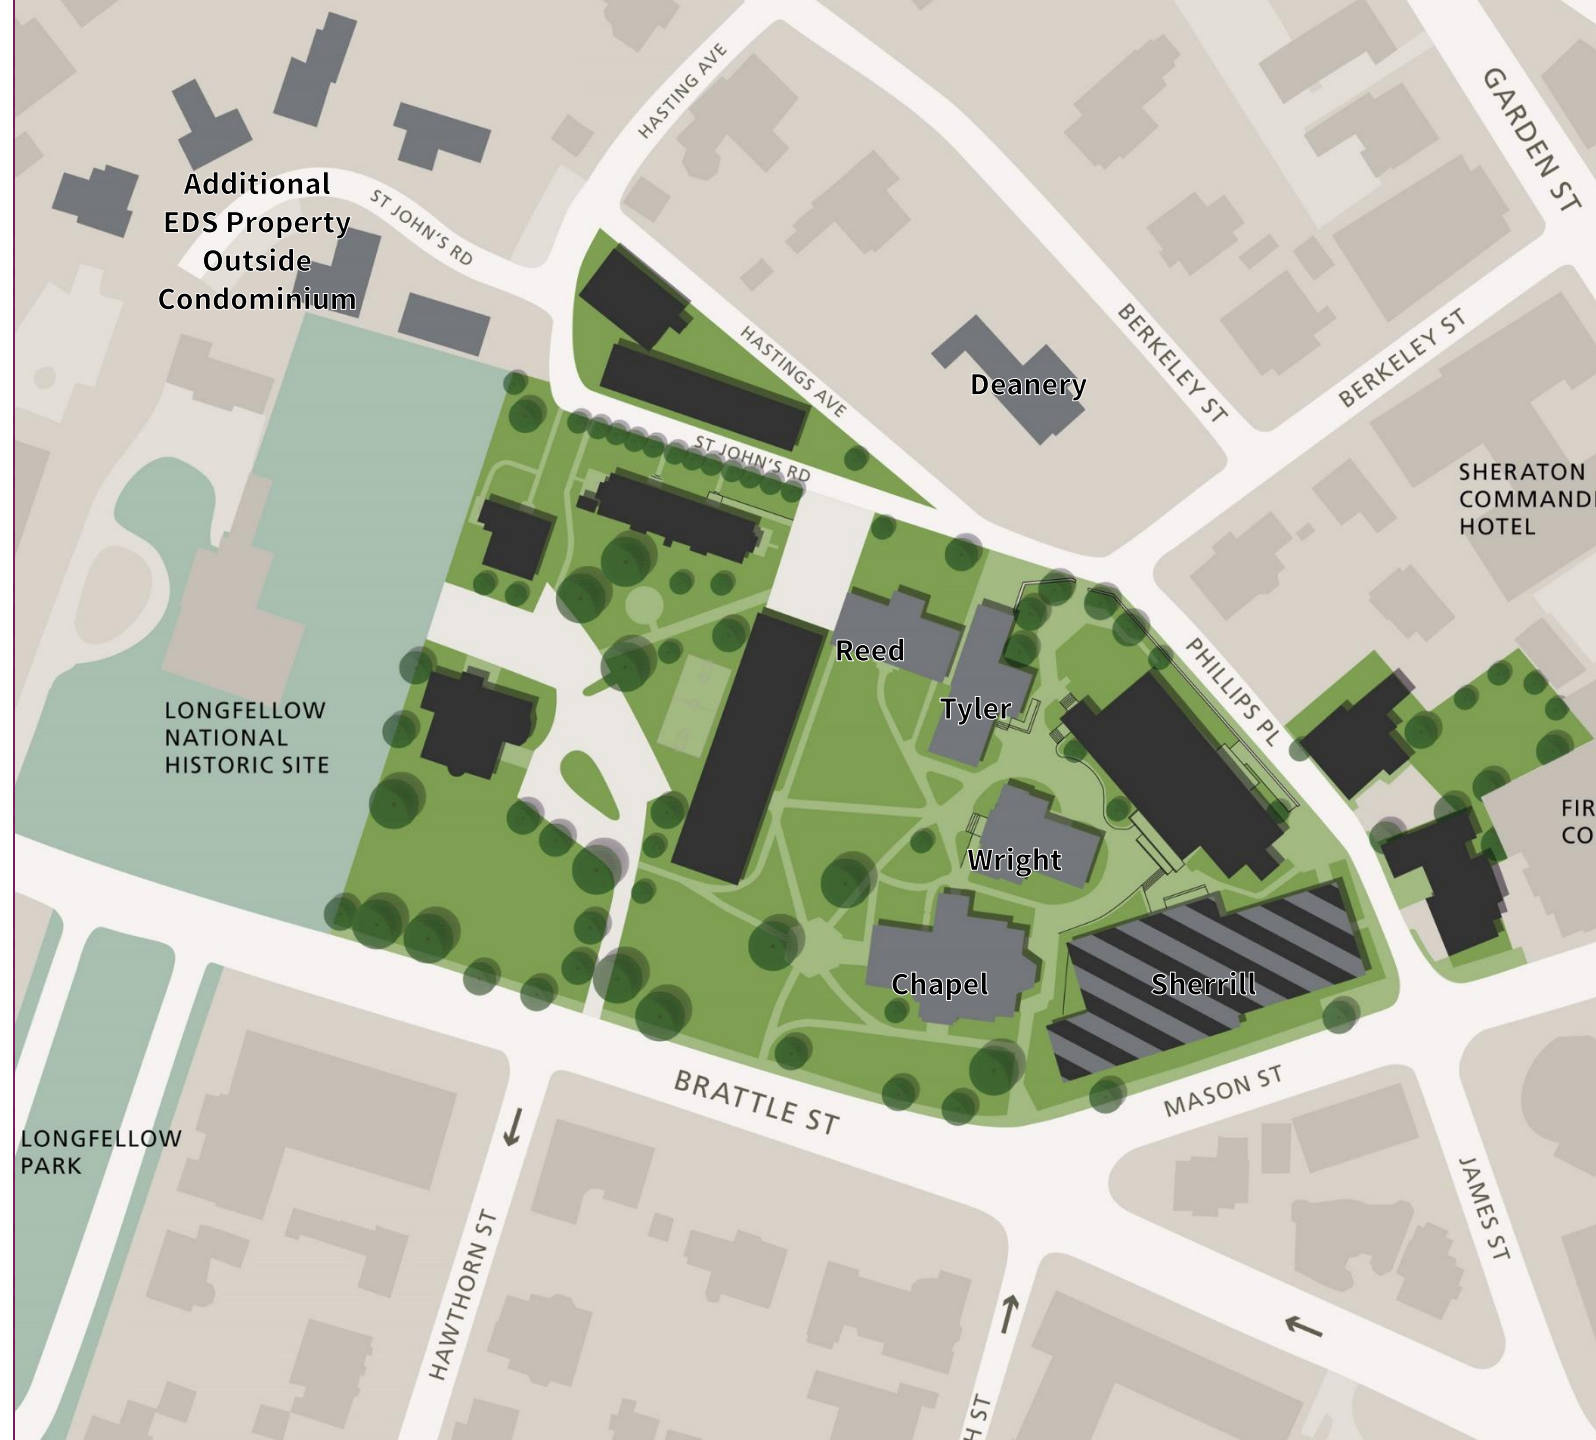 HASTING AVE
GARDEN ST
Additional
EDS Property
Outside
Condominium
ST JOHN'S RD
HASTINGS AVE
Deanery
BERKELEY ST
BERKELEY ST
ST JOHN'S RD
SHERATON
COMMAND
HOTEL
Reed
Tyler
PHILLIPS PL
LONGFELLOW
NATIONAL
HISTORIC SITE
FIR
CO
Wright
Chapel
Sherrill
BRATTLE ST
MASON ST
LONGFELLOW
PARK
HAWTHORN ST
JAMES ST
H ST